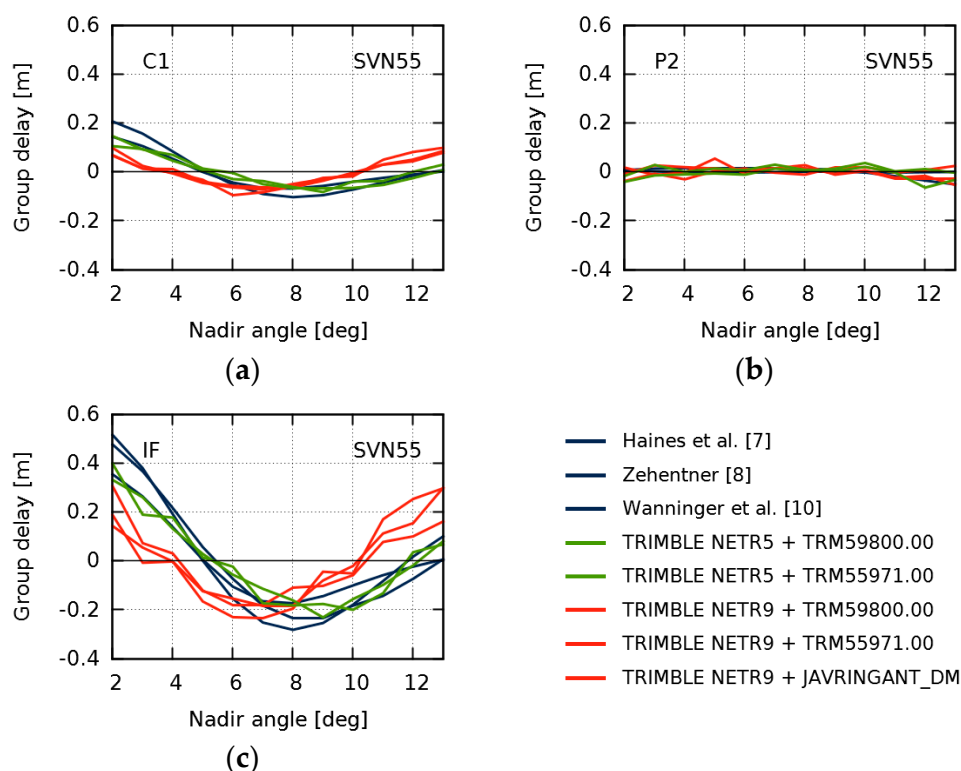 0.6
C1 SVN55
0.4
0.2
0
-0.2
-0.4
2 4 6 8 10 12
Group delay [m]
Nadir angle [deg]
(a)
0.6
P2 SVN55
0.4
0.2
0
-0.2
-0.4
2 4 6 8 10 12
Group delay [m]
Nadir angle [deg]
(b)
0.6
IF SVN55
0.4
0.2
0
-0.2
-0.4
2 4 6 8 10 12
Group delay [m]
Nadir angle [deg]
(c)
Haines et al. [7]
Zehentner [8]
Wanninger et al. [10]
TRIMBLE NETR5 + TRM59800.00
TRIMBLE NETR5 + TRM55971.00
TRIMBLE NETR9 + TRM59800.00
TRIMBLE NETR9 + TRM55971.00
TRIMBLE NETR9 + JAVRINGANT_DM